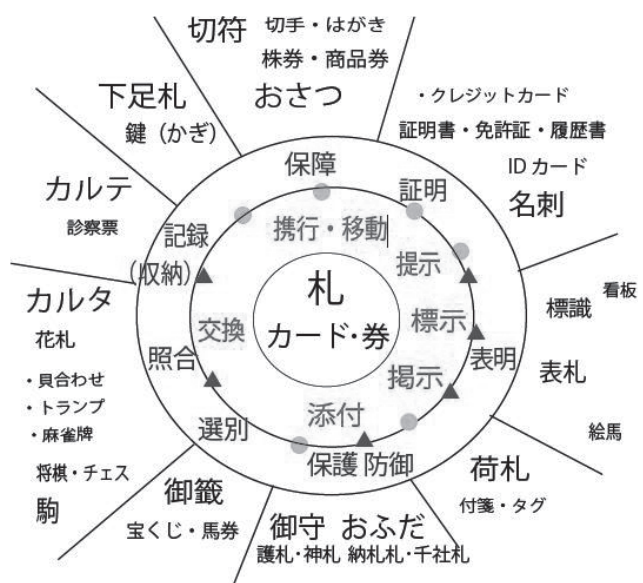 切符
切手・はがき
株券・商品券
おさつ
下足札
鍵（かぎ）
・クレジットカード
証明書・免許証・履歴書
IDカード
名刺
カルテ
診察票
保障
証明
記録
（収納）
携行・移動
提示
札
カード・券
標示
交換
掲示
添付
照合
選別
保護 防御
表明
看板
標識
表札
絵馬
カルタ
花札
・貝合わせ
・トランプ
・麻雀牌
将棋・チェス
駒
御籤
宝くじ・馬券
御守 おふだ
護札・神札 納札札・千社札
荷札
付箋・タグ